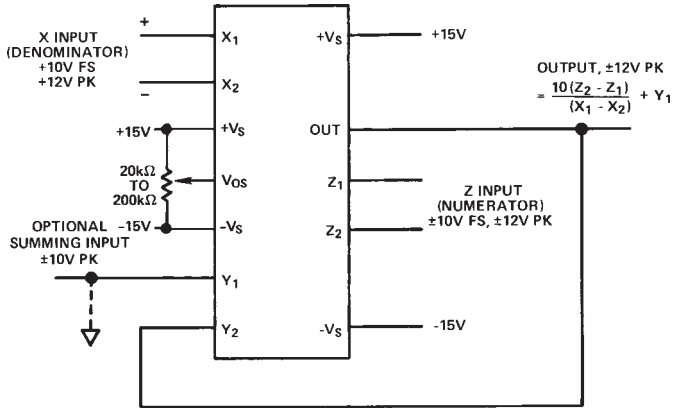 X INPUT
(DENOMINATOR)
+10V FS
+12V PK
+
–
X1
X2
+VS
VOS
-VS
Y1
Y2
+15V
20kΩ
TO
200kΩ
-15V
OPTIONAL
SUMMING INPUT
±10V PK
+VS
OUT
Z1
Z2
-VS
+15V
OUTPUT, ±12V PK
= 10(Z2 - Z1) / (X1 - X2) + Y1
Z INPUT
(NUMERATOR)
±10V FS, ±12V PK
-15V